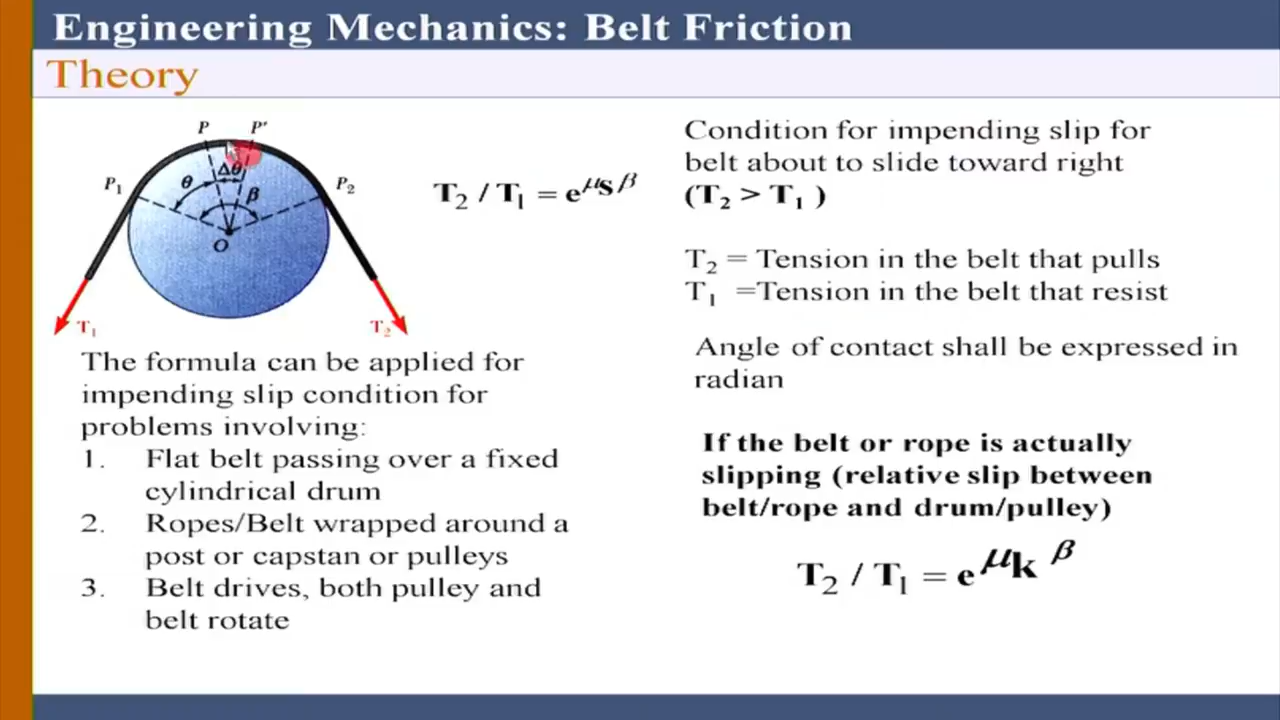 Engineering Mechanics: Belt Friction
Theory
P P'
Δθ
θ
β
P₁
P₂
O
T₁
T₂
T₂ / T₁ = e^μs β
The formula can be applied for
impending slip condition for
problems involving:
1. Flat belt passing over a fixed
cylindrical drum
2. Ropes/Belt wrapped around a
post or capstan or pulleys
3. Belt drives, both pulley and
belt rotate
Condition for impending slip for
belt about to slide toward right
(T₂ > T₁ )
T₂ = Tension in the belt that pulls
T₁ =Tension in the belt that resist
Angle of contact shall be expressed in
radian
If the belt or rope is actually
slipping (relative slip between
belt/rope and drum/pulley)
T₂ / T₁ = e^μk β